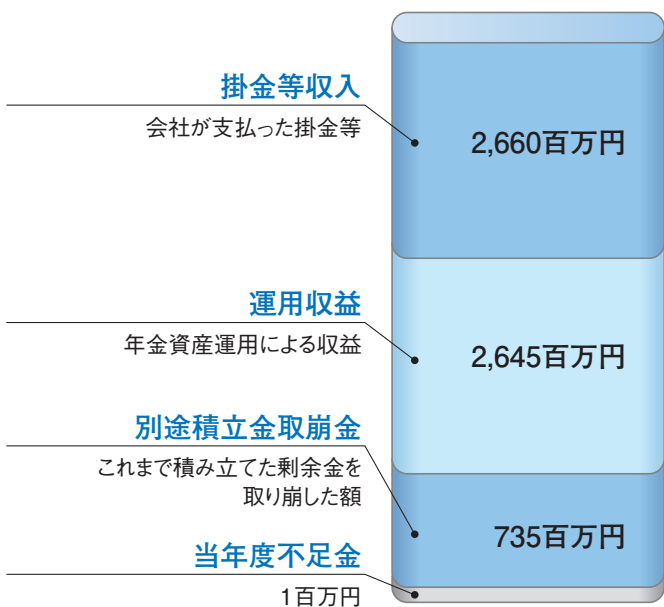 掛金等収入
会社が支払った掛金等
2,660百万円
運用収益
年金資産運用による収益
2,645百万円
別途積立金取崩金
これまで積み立てた剰余金を
取り崩した額
735百万円
当年度不足金
1百万円